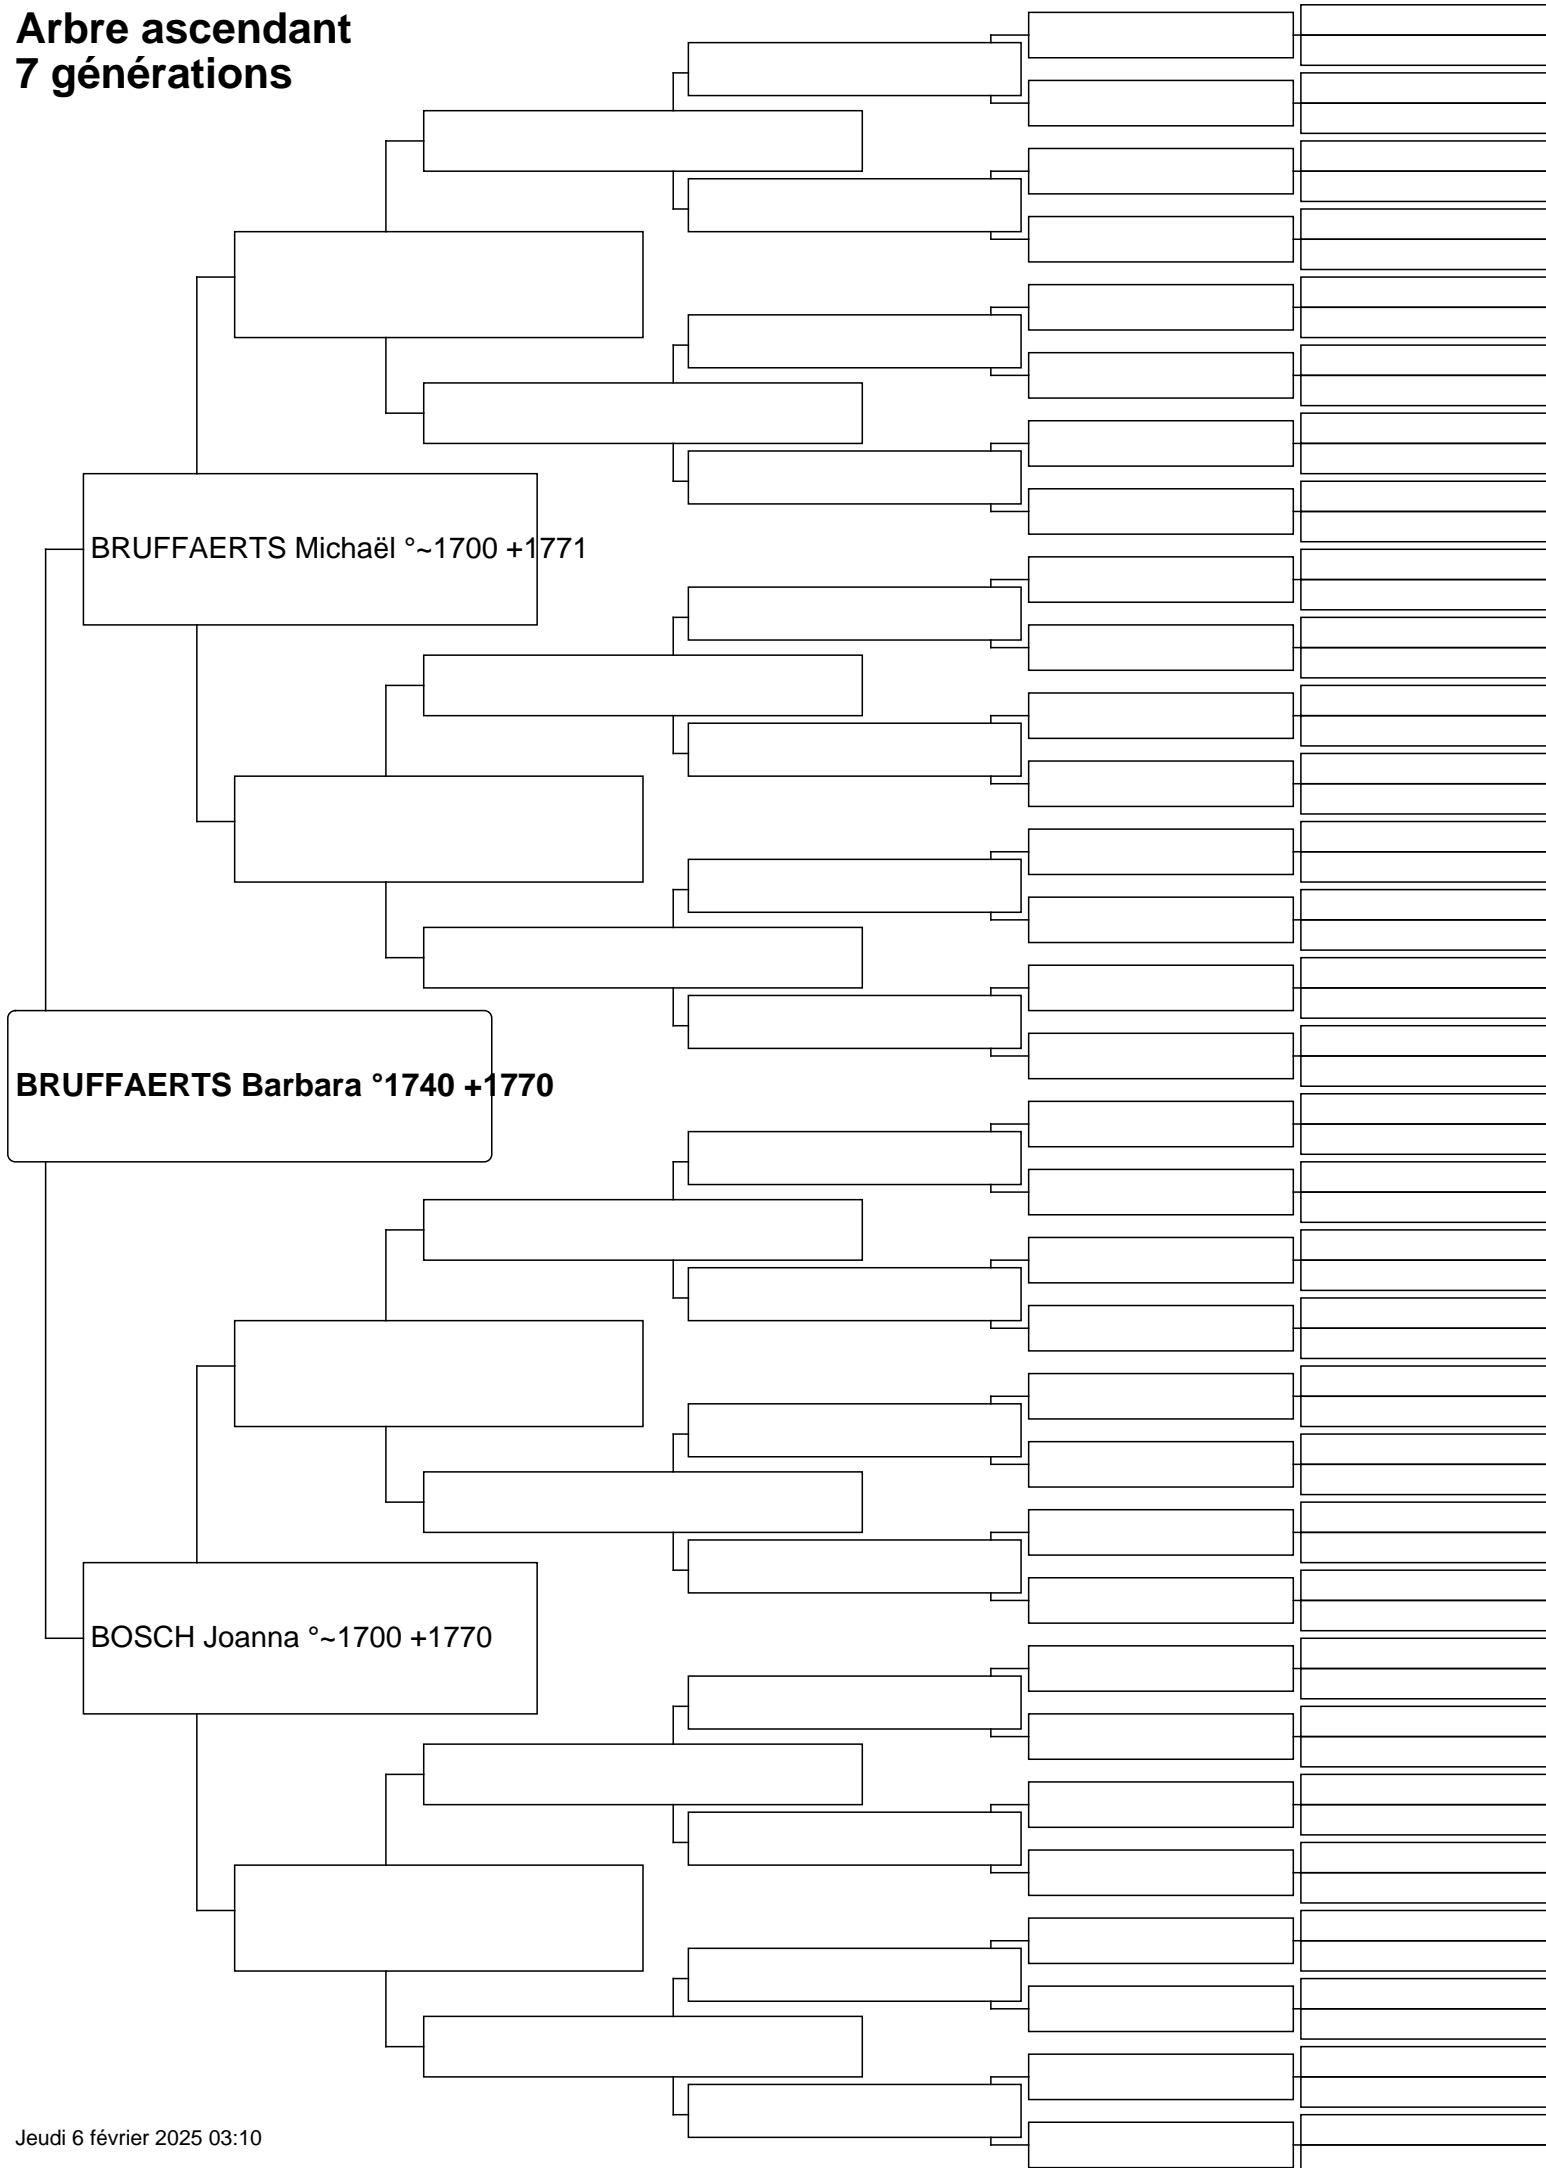 Arbre ascendant
7 générations
BRUFFAERTS Michaël °~1700 +1771
BRUFFAERTS Barbara °1740 +1770
BOSCH Joanna °~1700 +1770
Jeudi 6 février 2025 03:10